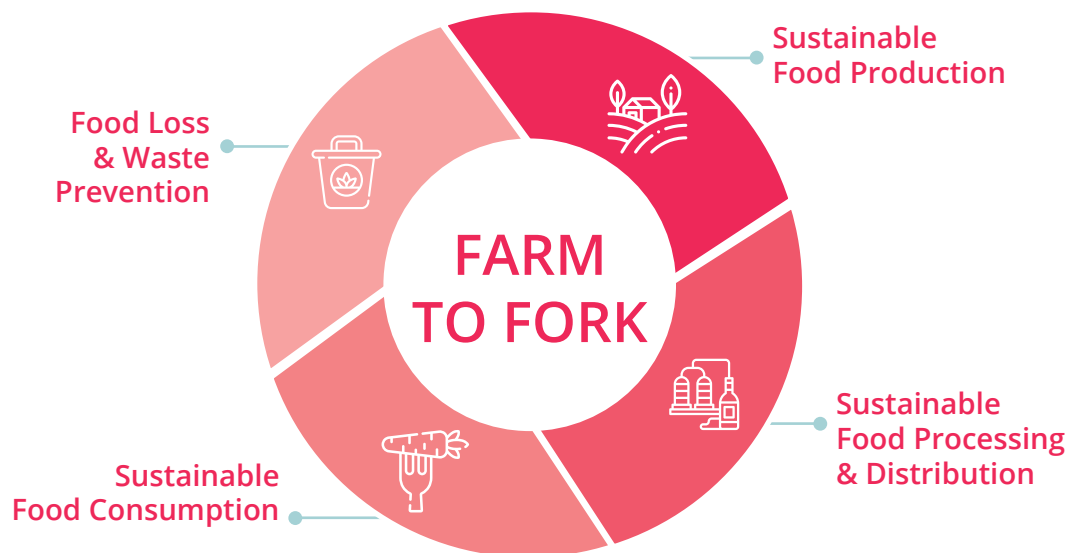 FARM
TO FORK
Sustainable
Food Production
Sustainable
Food Processing
& Distribution
Sustainable
Food Consumption
Food Loss
& Waste
Prevention